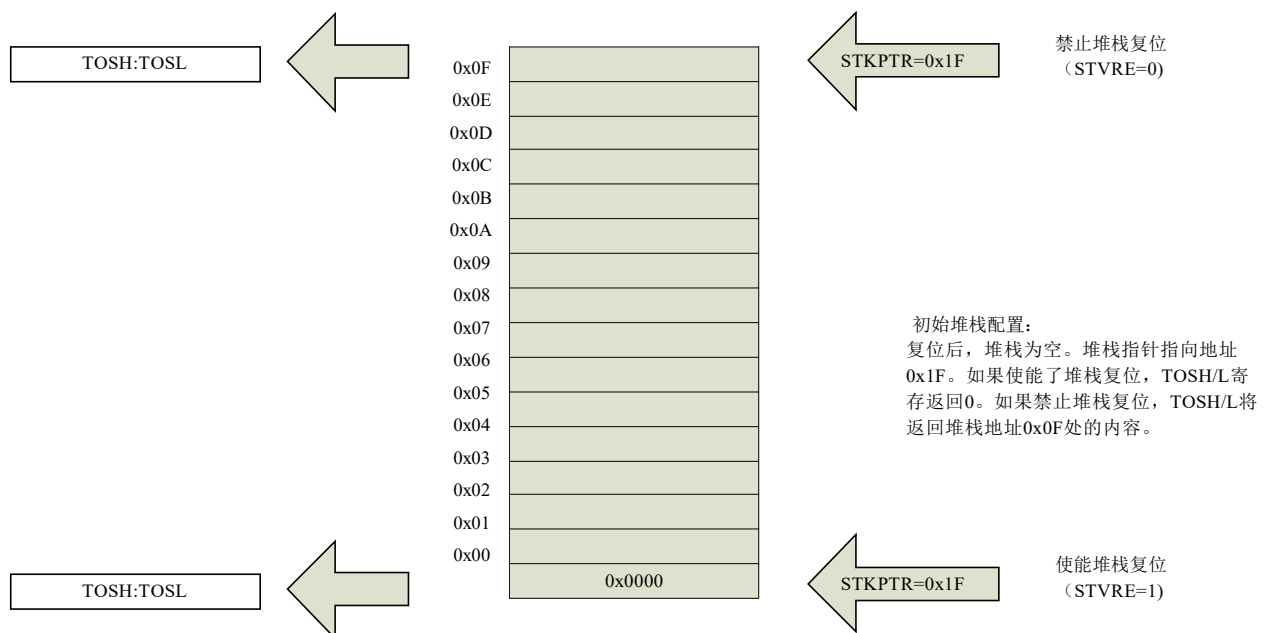 TOSH:TOSL
0x0F
0x0E
0x0D
0x0C
0x0B
0x0A
0x09
0x08
0x07
0x06
0x05
0x04
0x03
0x02
0x01
0x00
0x0000
STKPTR=0x1F
禁止堆栈复位
（STVRE=0)
初始堆栈配置：
复位后，堆栈为空。堆栈指针指向地址
0x1F。如果使能了堆栈复位，TOSH/L寄
存返回0。如果禁止堆栈复位，TOSH/L将
返回堆栈地址0x0F处的内容。
TOSH:TOSL
STKPTR=0x1F
使能堆栈复位
（STVRE=1)